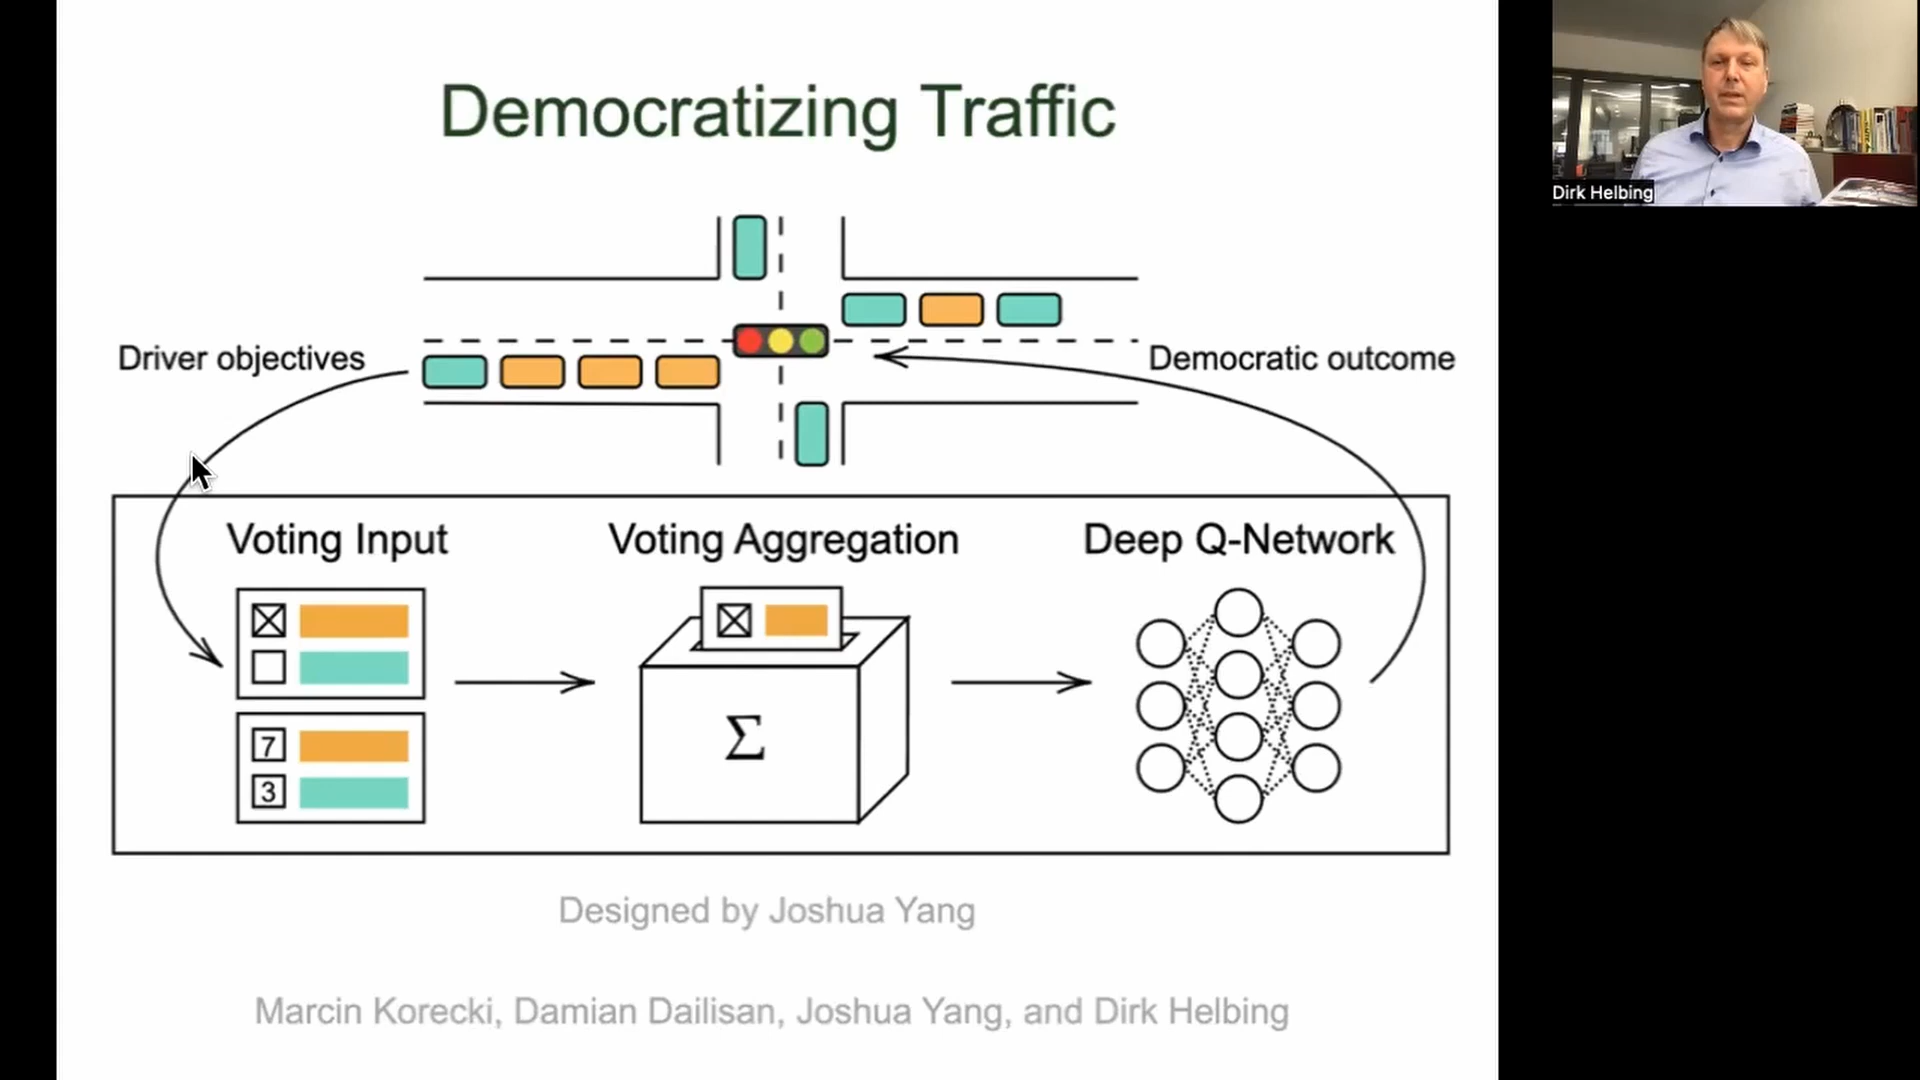 Democratizing Traffic
Dirk Helbing
Driver objectives
Democratic outcome
Voting Input
Voting Aggregation
Deep Q-Network
7
3
Σ
Designed by Joshua Yang
Marcin Korecki, Damian Dailisan, Joshua Yang, and Dirk Helbing